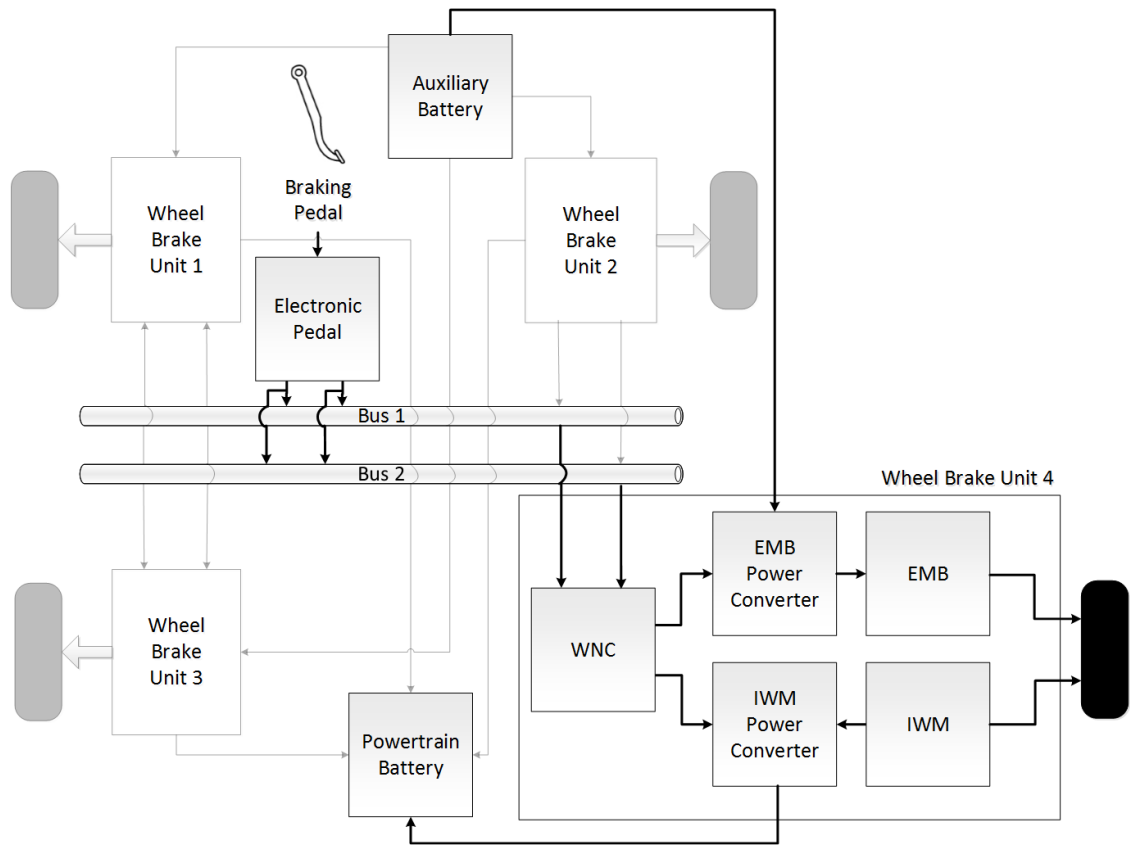 Auxiliary
Battery
Braking
Pedal
Wheel
Brake
Unit 1
Wheel
Brake
Unit 2
Electronic
Pedal
Bus 1
Bus 2
Wheel Brake Unit 4
EMB
Power
Converter
EMB
WNC
Wheel
Brake
Unit 3
IWM
Power
Converter
IWM
Powertrain
Battery